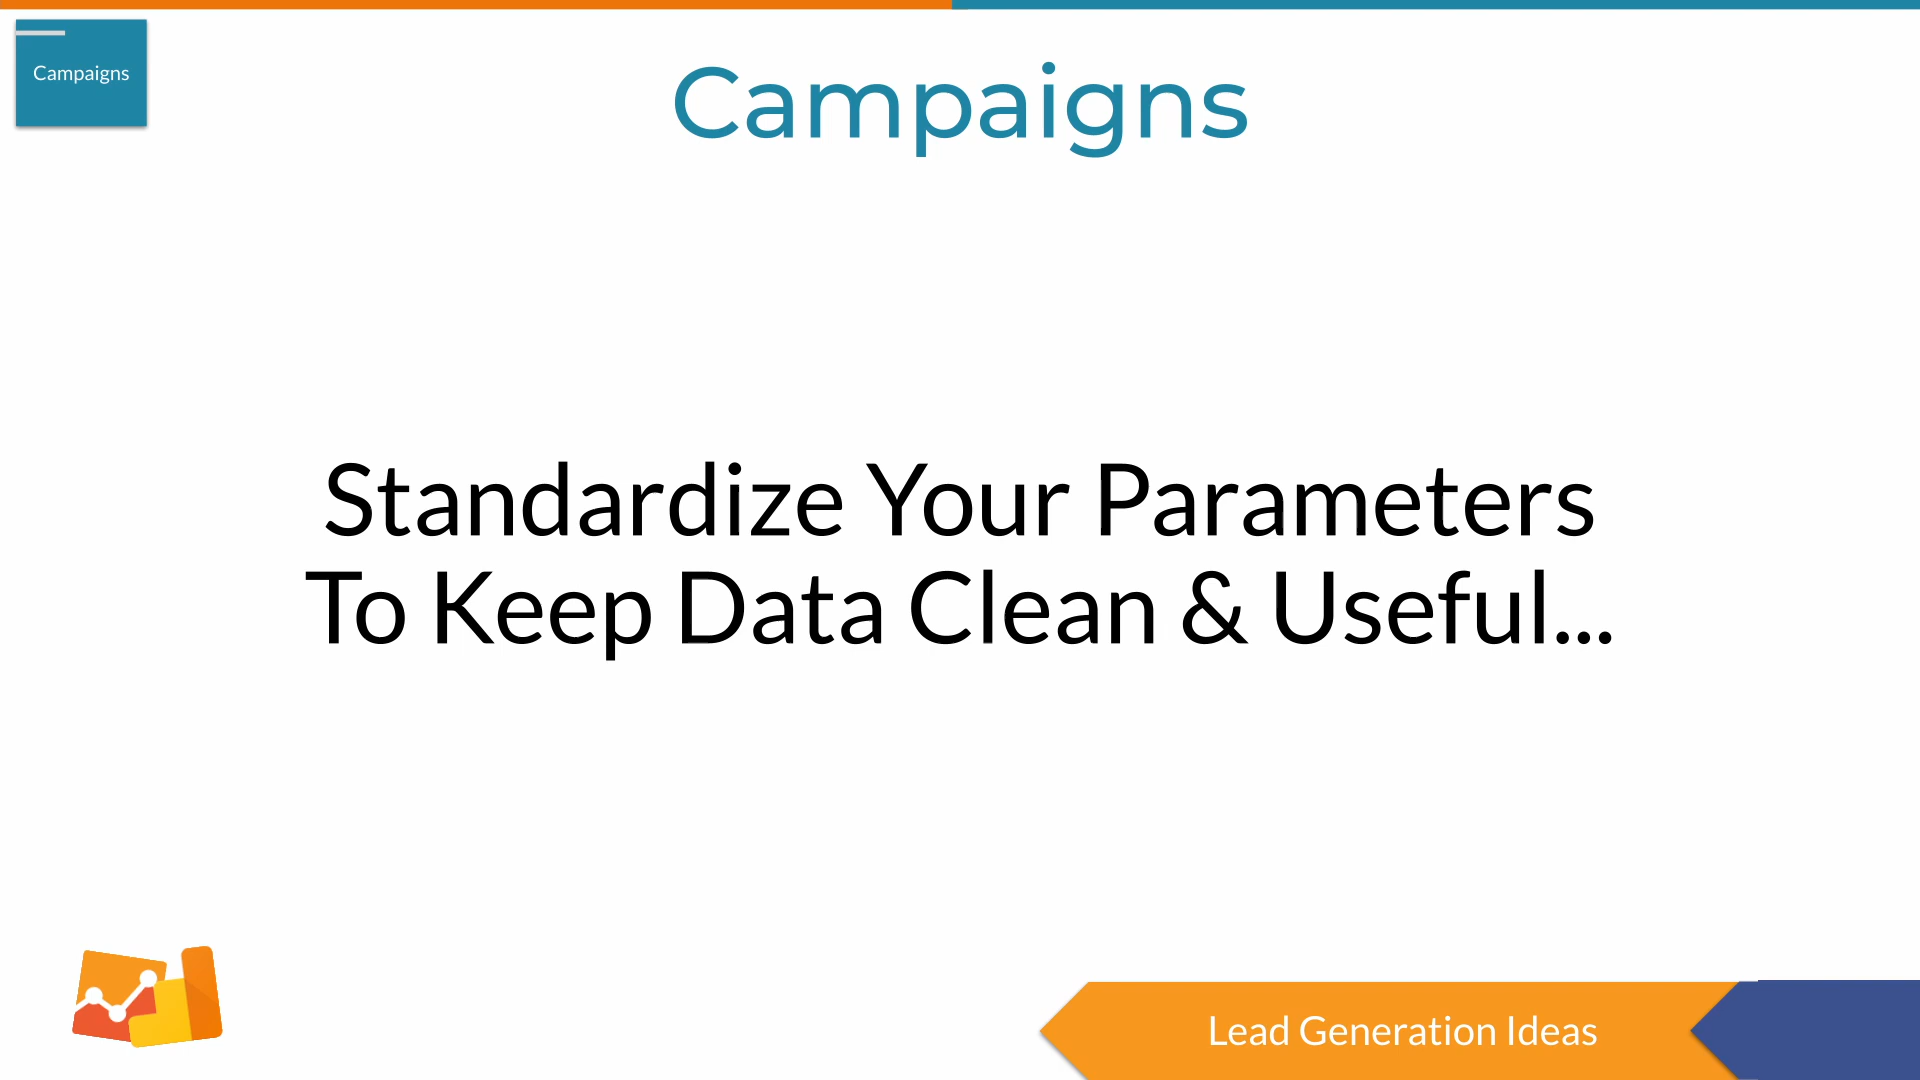 Campaigns
Campaigns
Standardize Your Parameters
To Keep Data Clean & Useful...
Lead Generation Ideas